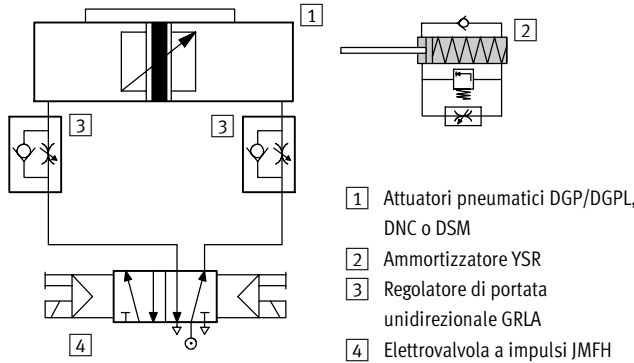 1
2
3
3
4
1 Attuatori pneumatici DGP/DGPL,
DNC o DSM
2 Ammortizzatore YSR
3 Regolatore di portata
unidirezionale GRLA
4 Elettrovalvola a impulsi JMFH